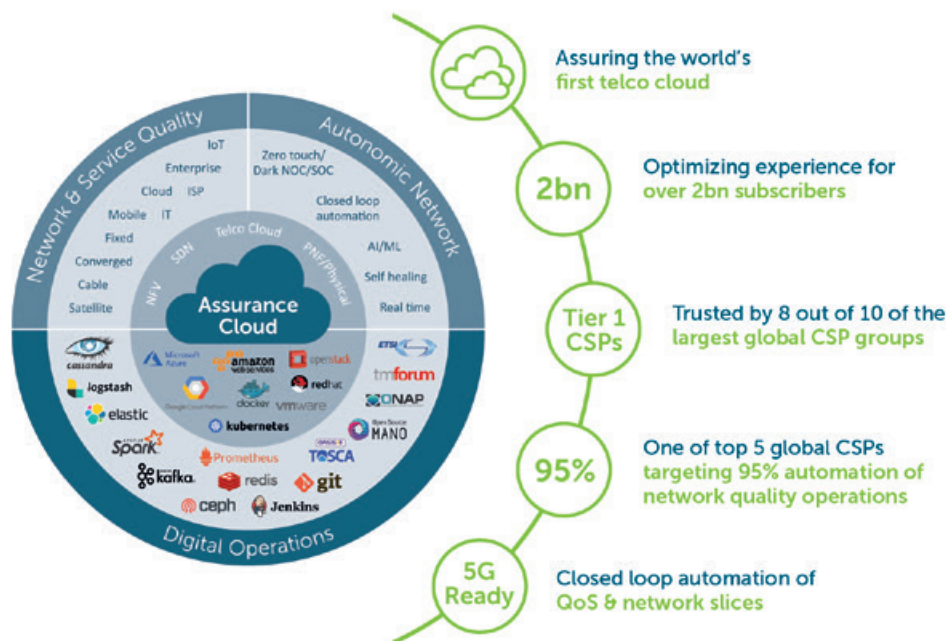 Network & Service Quality
Autonomic Network
IoT
Enterprise
Cloud ISP
Mobile IT
Fixed
Converged
Cable
Satellite
Zero touch/
Dark NOC/SOC
Closed loop
automation
AI/ML
Self healing
Real time
NFV
SDN
Telco Cloud
PNF/Physical
Assurance
Cloud
cassandra
logstash
elastic
APACHE
Spark
kafka
Microsoft
Azure
amazon
webservices
openstack
Google Cloud Platform
docker
redhat
vmware
kubernetes
ETSI
tmforum
ONAP
Open Source
MANO
Prometheus
OASIS
TOSCA
redis
git
ceph
Jenkins
Digital Operations
Assuring the world's
first telco cloud
2bn
Optimizing experience for
over 2bn subscribers
Tier 1
CSPs
Trusted by 8 out of 10 of the
largest global CSP groups
95%
One of top 5 global CSPs
targeting 95% automation of
network quality operations
5G
Ready
Closed loop automation of
QoS & network slices